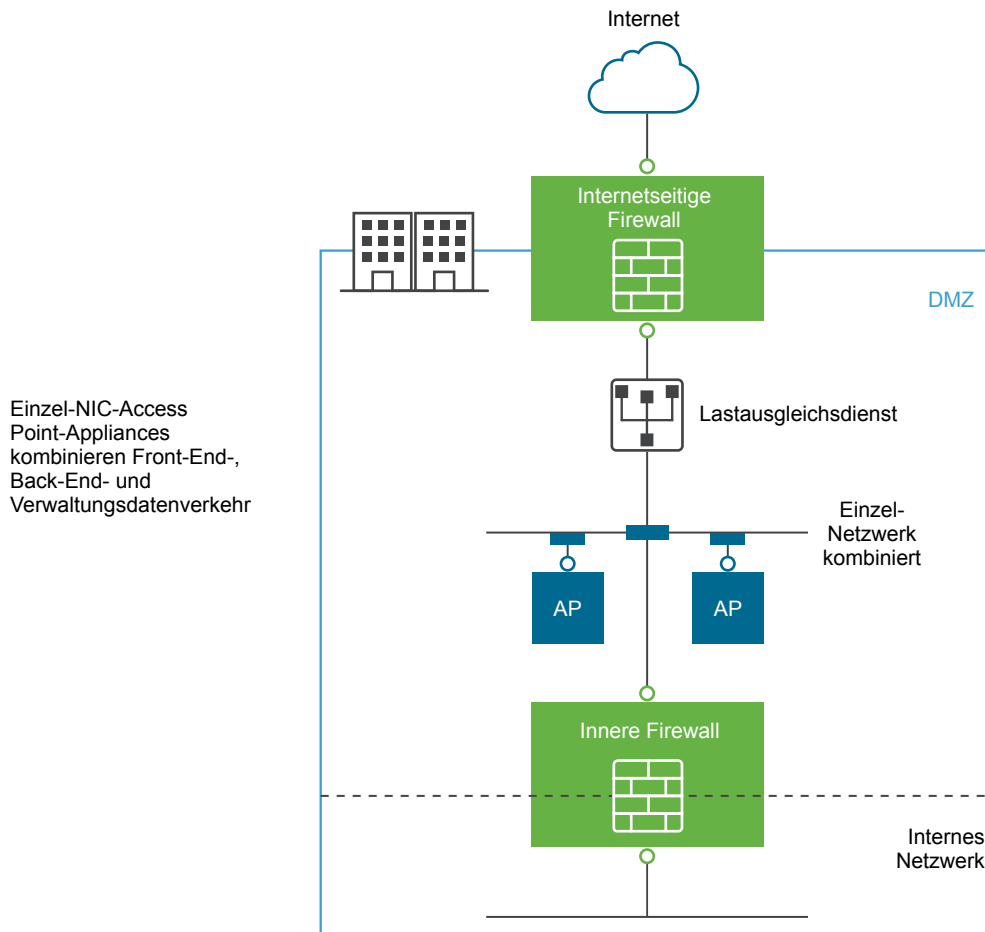 Internet
Internetseitige
Firewall
DMZ
Lastausgleichsdienst
Einzel-NIC-Access
Point-Appliances
kombinieren Front-End-,
Back-End- und
Verwaltungsdatenverkehr
Einzel-
Netzwerk
kombiniert
AP
AP
Innere Firewall
Internes
Netzwerk